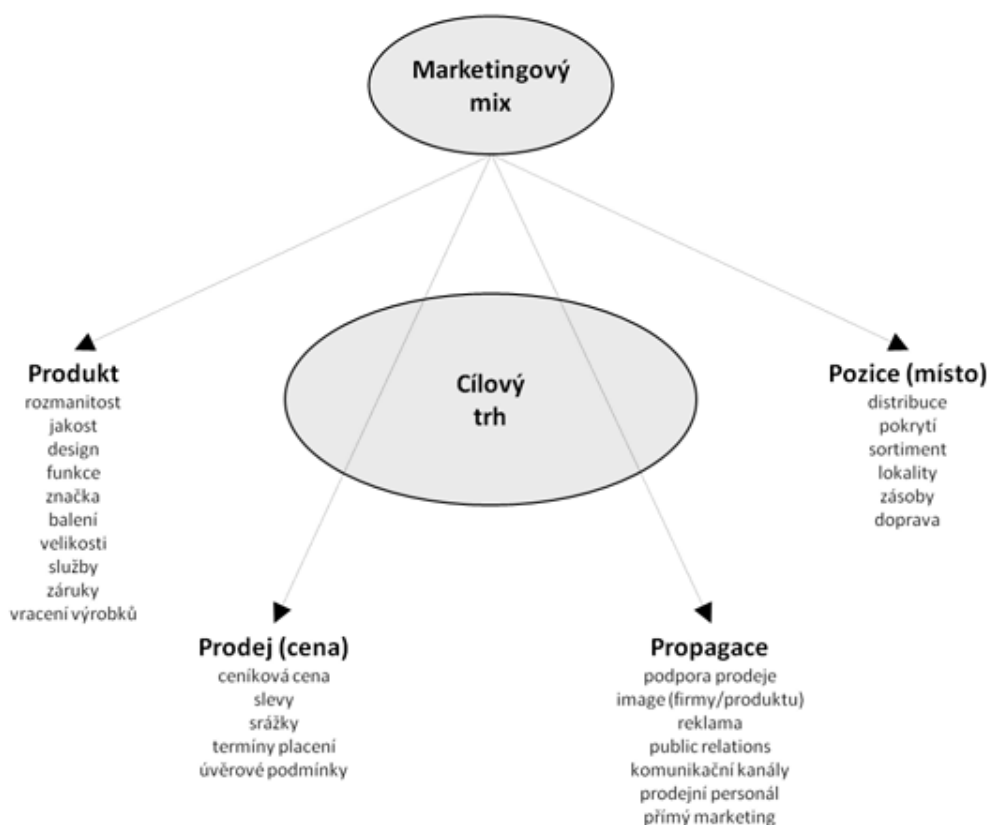 Marketingový
mix
Cílový
trh
Produkt
rozmanitost
jakost
design
funkce
značka
balení
velikosti
služby
záruky
vracení výrobků
Pozice (místo)
distribuce
pokrytí
sortiment
lokality
zásoby
doprava
Prodej (cena)
ceníková cena
slevy
srážky
termíny placení
úvěrové podmínky
Propagace
podpora prodeje
image (firmy/produktu)
reklama
public relations
komunikační kanály
prodejní personál
přímý marketing